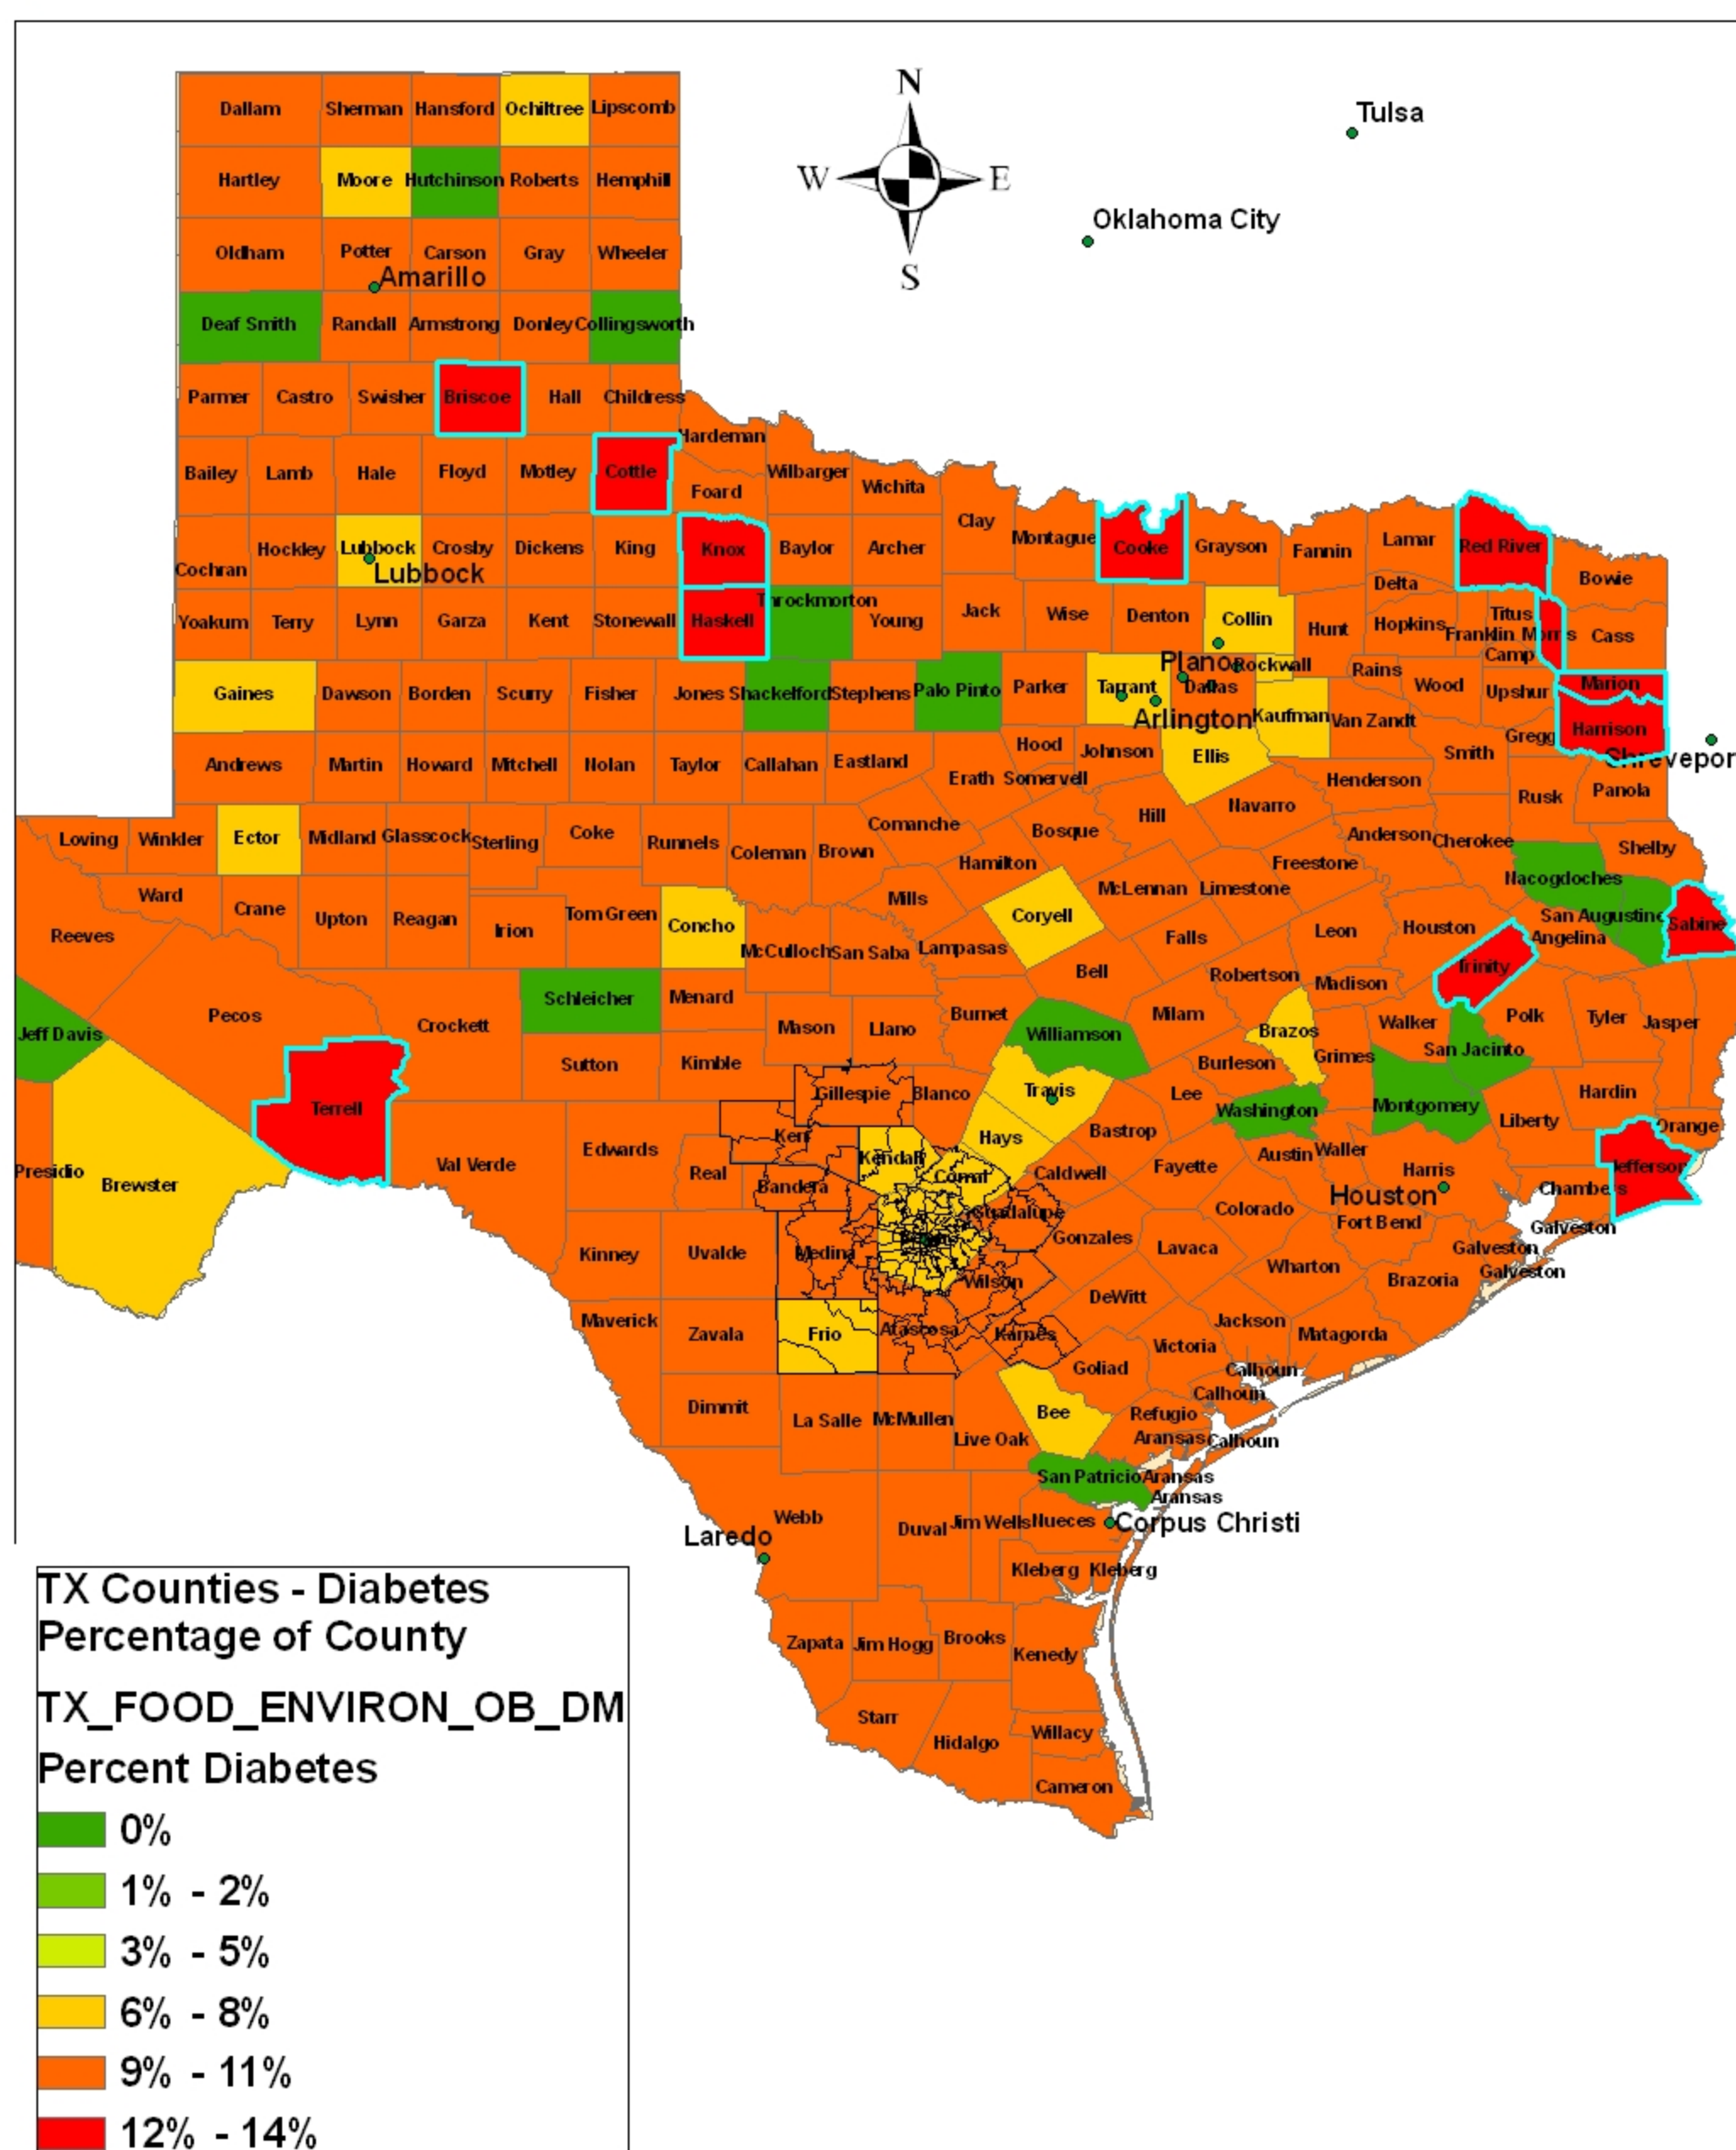 N
W E
S
Tulsa
Oklahoma City
Dallam Sherman Hansford Ochiltree Lipscomb
Hartley Moore Hutchinson Roberts Hemphill
Oldham Potter Carson Gray Wheeler
Amarillo
Deaf Smith Randall Armstrong Donley Collingsworth
Parmer Castro Swisher Briscoe Hall Childress
Hardeman
Bailey Lamb Hale Floyd Motley Cottle Foard Wilbarger Wichita
Clay Montague Cooke Grayson Fannin Lamar Red River
Bowie
Cochran Hockley Lubbock Crosby Dickens King Knox Baylor Archer
Lubbock
Delta
Yoakum Terry Lynn Garza Kent Stonewall Haskell Throckmorton Young Jack Wise Denton Collin Hunt Hopkins Franklin Titus Morris Cass
Camp
Plano Rockwall Rains Wood Upshur Marion
Gaines Dawson Borden Scurry Fisher Jones Shackelford Stephens Palo Pinto Parker Tarrant Dallas
Arlington Kaufman Van Zandt Gregg Harrison
Shrevepor
Andrews Martin Howard Mitchell Nolan Taylor Callahan Eastland Hood Johnson Ellis Smith
Erath Somervell Henderson Rusk Panola
Loving Winkler Ector Midland Glasscock Sterling Coke Runnels Coleman Brown Comanche Bosque Hill Navarro Anderson Cherokee Shelby
Hamilton Freestone
Ward Crane Upton Reagan Irion Tom Green Concho Mills Coryell McLennan Limestone Nacogdoches
Reeves McCulloch San Saba Lampasas Falls Leon Houston San Augustine Sabine
Angelina
Bell Robertson Madison Trinity
Jeff Davis Pecos Crockett Schleicher Menard Mason Llano Burnet Williamson Milam Brazos Walker Polk Tyler Jasper
San Jacinto
Sutton Kimble Burleson Grimes
Terrell Gillespie Blanco Travis Lee Washington Montgomery Hardin
Liberty Orange
Presidio Brewster Val Verde Edwards Real Kerr Kendall Hays Bastrop
Bandera Comal Caldwell Fayette Austin Waller Harris Jefferson
Houston Chambers
Guadalupe Colorado Fort Bend Galveston
Kinney Uvalde Medina Gonzales Lavaca Galveston
Wilson Wharton Brazoria Galveston
DeWitt
Maverick Zavala Frio Atascosa Karnes Jackson Matagorda
Victoria
Goliad Calhoun
Dimmit La Salle McMullen Bee Refugio Calhoun
Live Oak Aransas Calhoun
San Patricio Aransas
Aransas
Webb Duval Jim Wells Nueces Corpus Christi
Laredo
Kleberg Kleberg
Zapata Jim Hogg Brooks Kenedy
Starr Hidalgo Willacy
Cameron
TX Counties - Diabetes
Percentage of County
TX_FOOD_ENVIRON_OB_DM
Percent Diabetes
0%
1% - 2%
3% - 5%
6% - 8%
9% - 11%
12% - 14%